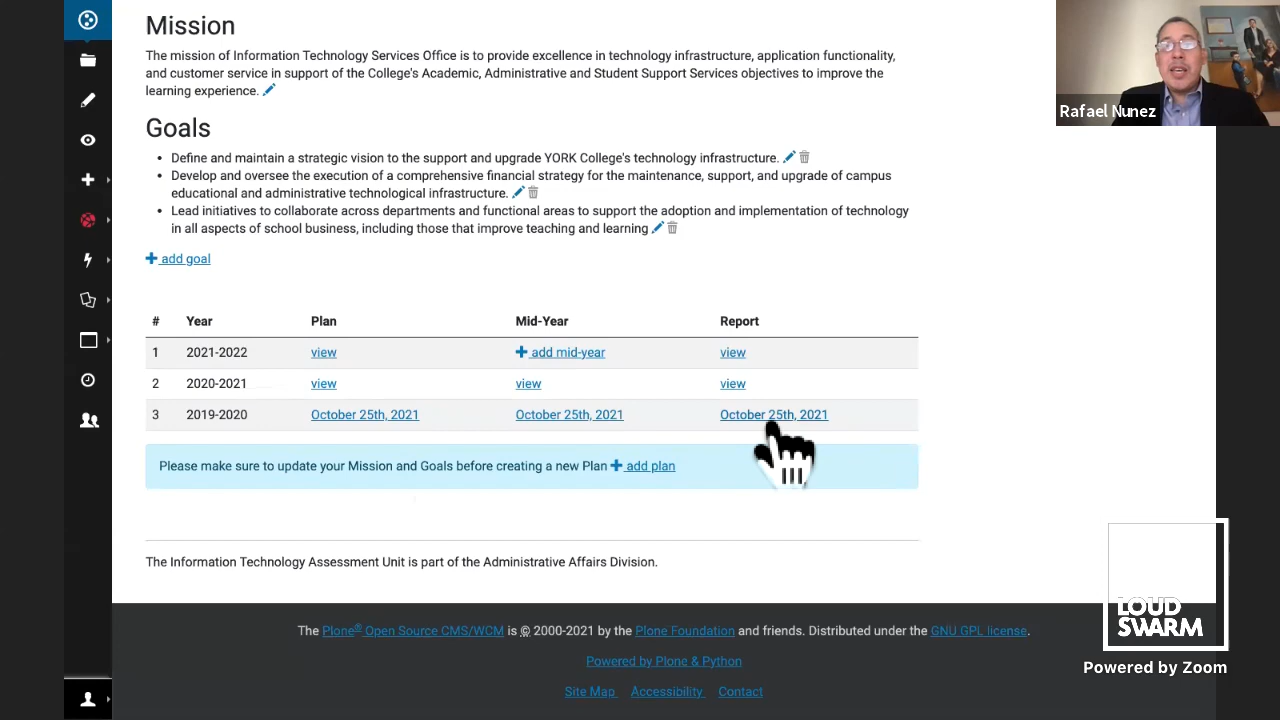 Mission
The mission of Information Technology Services Office is to provide excellence in technology infrastructure, application functionality,
and customer service in support of the College's Academic, Administrative and Student Support Services objectives to improve the
learning experience.
Rafael Nunez
Goals
Define and maintain a strategic vision to the support and upgrade YORK College's technology infrastructure.
Develop and oversee the execution of a comprehensive financial strategy for the maintenance, support, and upgrade of campus
educational and administrative technological infrastructure.
Lead initiatives to collaborate across departments and functional areas to support the adoption and implementation of technology
in all aspects of school business, including those that improve teaching and learning
add goal
# Year Plan Mid-Year Report
1 2021-2022 view add mid-year view
2 2020-2021 view view view
3 2019-2020 October 25th, 2021 October 25th, 2021 October 25th, 2021
Please make sure to update your Mission and Goals before creating a new Plan add plan
The Information Technology Assessment Unit is part of the Administrative Affairs Division.
LOUD
SWARM
Powered by Zoom
The Plone® Open Source CMS/WCM is © 2000-2021 by the Plone Foundation and friends. Distributed under the GNU GPL license.
Powered by Plone & Python
Site Map Accessibility Contact